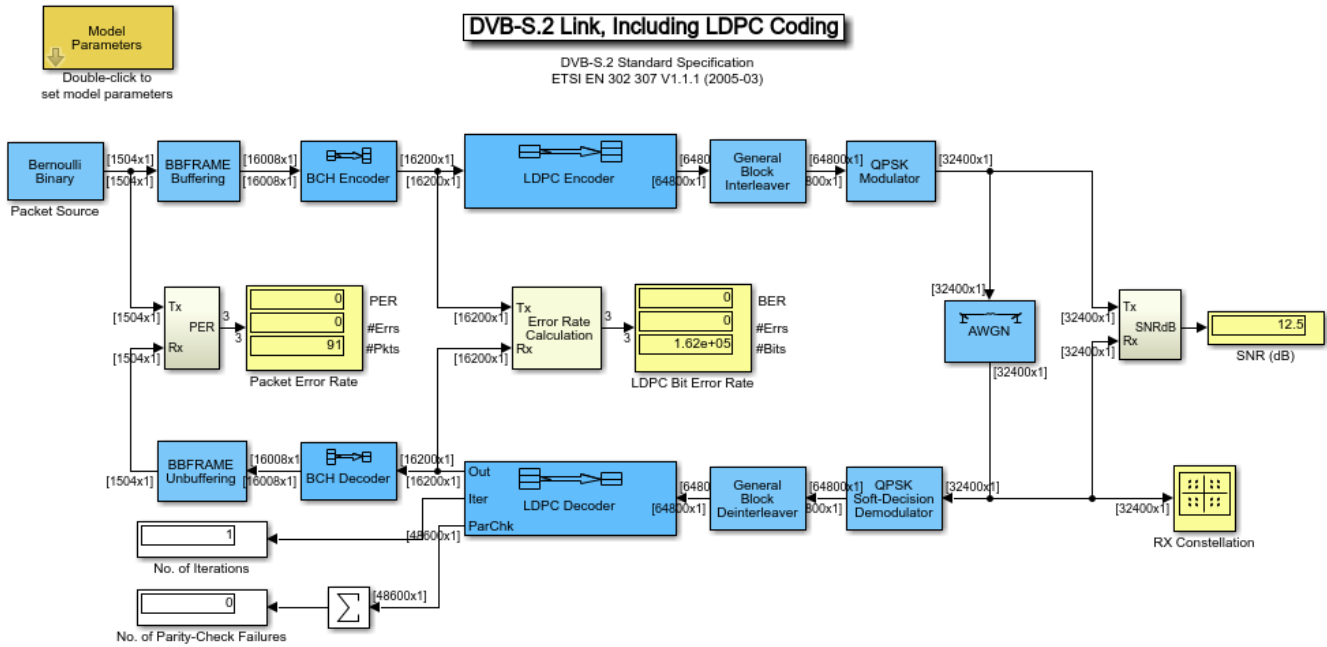 Model
Parameters
Double-click to
set model parameters
DVB-S.2 Link, Including LDPC Coding
DVB-S.2 Standard Specification
ETSI EN 302 307 V1.1.1 (2005-03)
Bernoulli
Binary
Packet Source
[1504x1]
[1504x1]
BBFRAME
Buffering
[16008x1]
[16008x1]
BCH Encoder
[16200x1]
[16200x1]
LDPC Encoder
[6480
[64800x1]
General
Block
Interleaver
[64800x1]
800x1]
QPSK
Modulator
[32400x1]
[1504x1]
[1504x1]
Tx
Rx
PER
3
3
0
0
91
PER
#Errs
#Pkts
Packet Error Rate
[16200x1]
[16200x1]
Tx
Rx
Error Rate
Calculation
3
3
0
0
1.62e+05
BER
#Errs
#Bits
LDPC Bit Error Rate
[32400x1]
AWGN
[32400x1]
[32400x1]
[32400x1]
Tx
Rx
SNRdB
12.5
SNR (dB)
[1504x1]
BBFRAME
Unbuffering
[16008x1
[16008x1]
BCH Decoder
[16200x1]
[16200x1]
Out
Iter
ParChk
LDPC Decoder
[48600x1]
[6480
[64800x1]
General
Block
Deinterleaver
[64800x1]
800x1]
QPSK
Soft-Decision
Demodulator
[32400x1]
[32400x1]
RX Constellation
1
No. of Iterations
0
No. of Parity-Check Failures
∑
[48600x1]